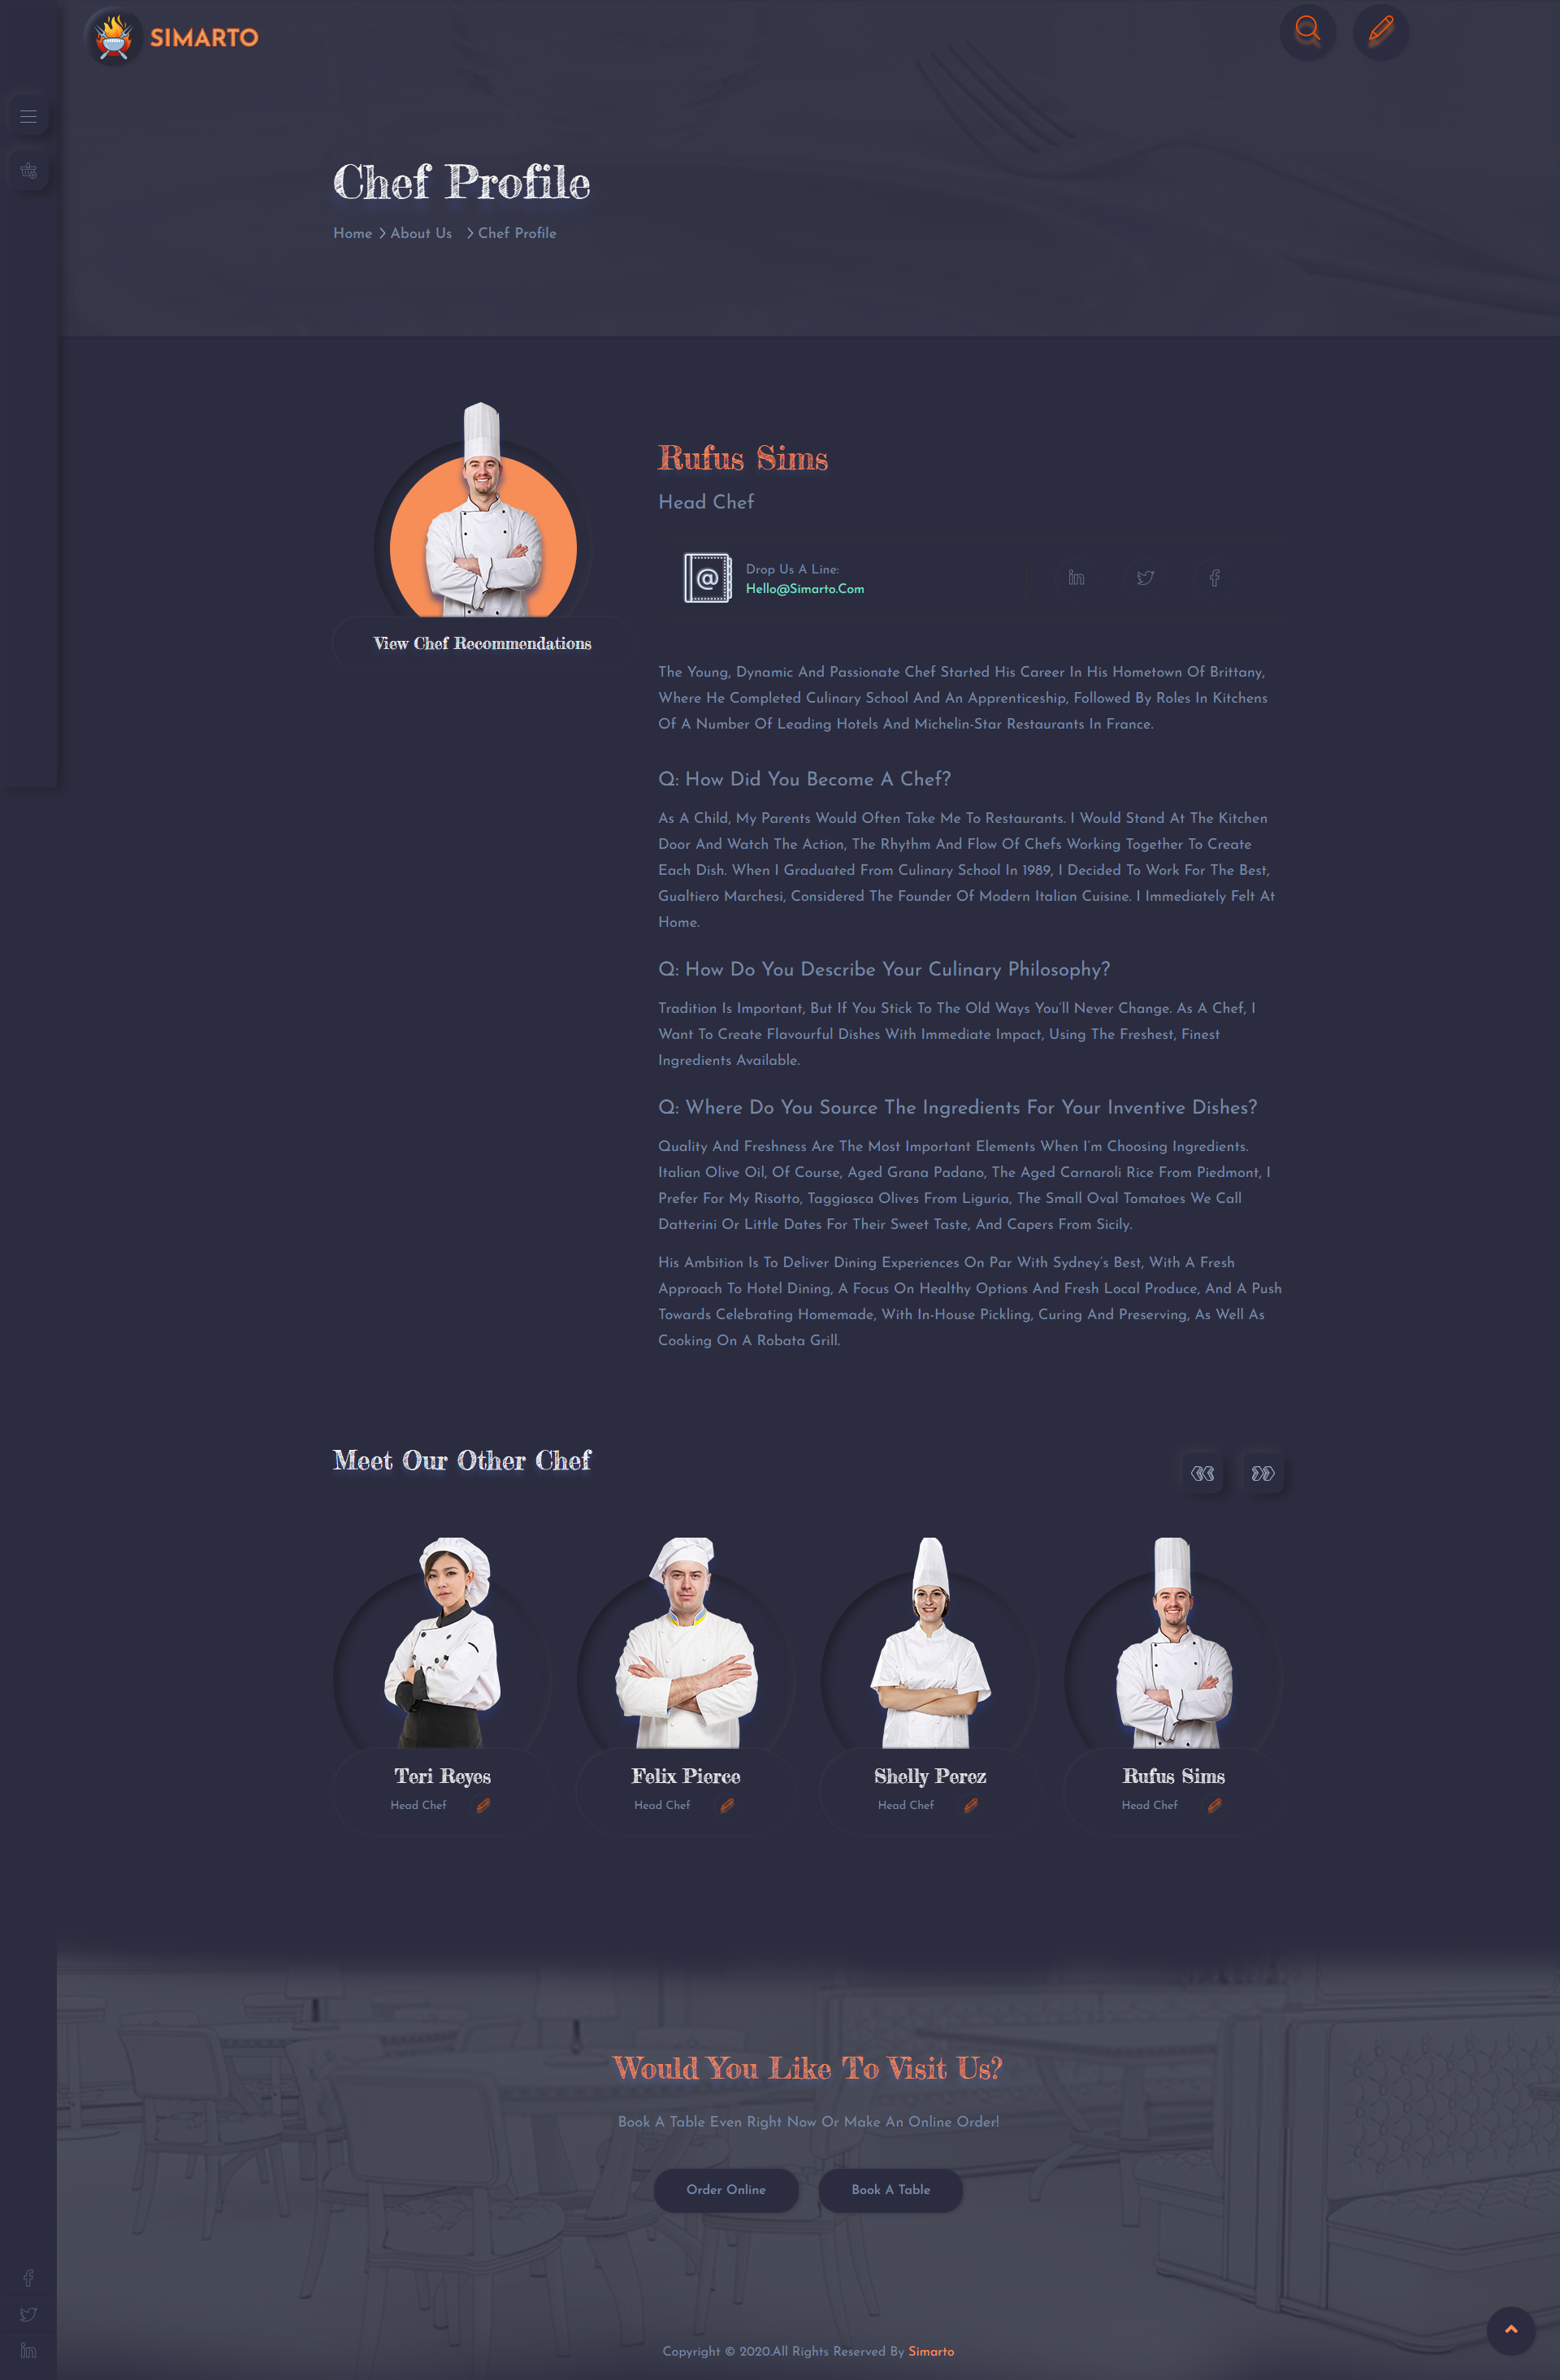 SIMARTO
Chef Profile
Home > About Us > Chef Profile
Rufus Sims
Head Chef
@
Drop Us A Line:
Hello@Simarto.Com
View Chef Recommendations
The Young, Dynamic And Passionate Chef Started His Career In His Hometown Of Brittany,
Where He Completed Culinary School And An Apprenticeship, Followed By Roles In Kitchens
Of A Number Of Leading Hotels And Michelin-Star Restaurants In France.
Q: How Did You Become A Chef?
As A Child, My Parents Would Often Take Me To Restaurants. I Would Stand At The Kitchen
Door And Watch The Action, The Rhythm And Flow Of Chefs Working Together To Create
Each Dish. When I Graduated From Culinary School In 1989, I Decided To Work For The Best,
Gualtiero Marchesi, Considered The Founder Of Modern Italian Cuisine. I Immediately Felt At
Home.
Q: How Do You Describe Your Culinary Philosophy?
Tradition Is Important, But If You Stick To The Old Ways You'll Never Change. As A Chef, I
Want To Create Flavourful Dishes With Immediate Impact, Using The Freshest, Finest
Ingredients Available.
Q: Where Do You Source The Ingredients For Your Inventive Dishes?
Quality And Freshness Are The Most Important Elements When I'm Choosing Ingredients.
Italian Olive Oil, Of Course, Aged Grana Padano, The Aged Carnaroli Rice From Piedmont, I
Prefer For My Risotto, Taggiasca Olives From Liguria, The Small Oval Tomatoes We Call
Datterini Or Little Dates For Their Sweet Taste, And Capers From Sicily.
His Ambition Is To Deliver Dining Experiences On Par With Sydney's Best, With A Fresh
Approach To Hotel Dining, A Focus On Healthy Options And Fresh Local Produce, And A Push
Towards Celebrating Homemade, With In-House Pickling, Curing And Preserving, As Well As
Cooking On A Robata Grill.
Meet Our Other Chef
Teri Reyes
Head Chef
Felix Pierce
Head Chef
Shelly Perez
Head Chef
Rufus Sims
Head Chef
Would You Like To Visit Us?
Book A Table Even Right Now Or Make An Online Order!
Order Online
Book A Table
Copyright © 2020.All Rights Reserved By Simarto